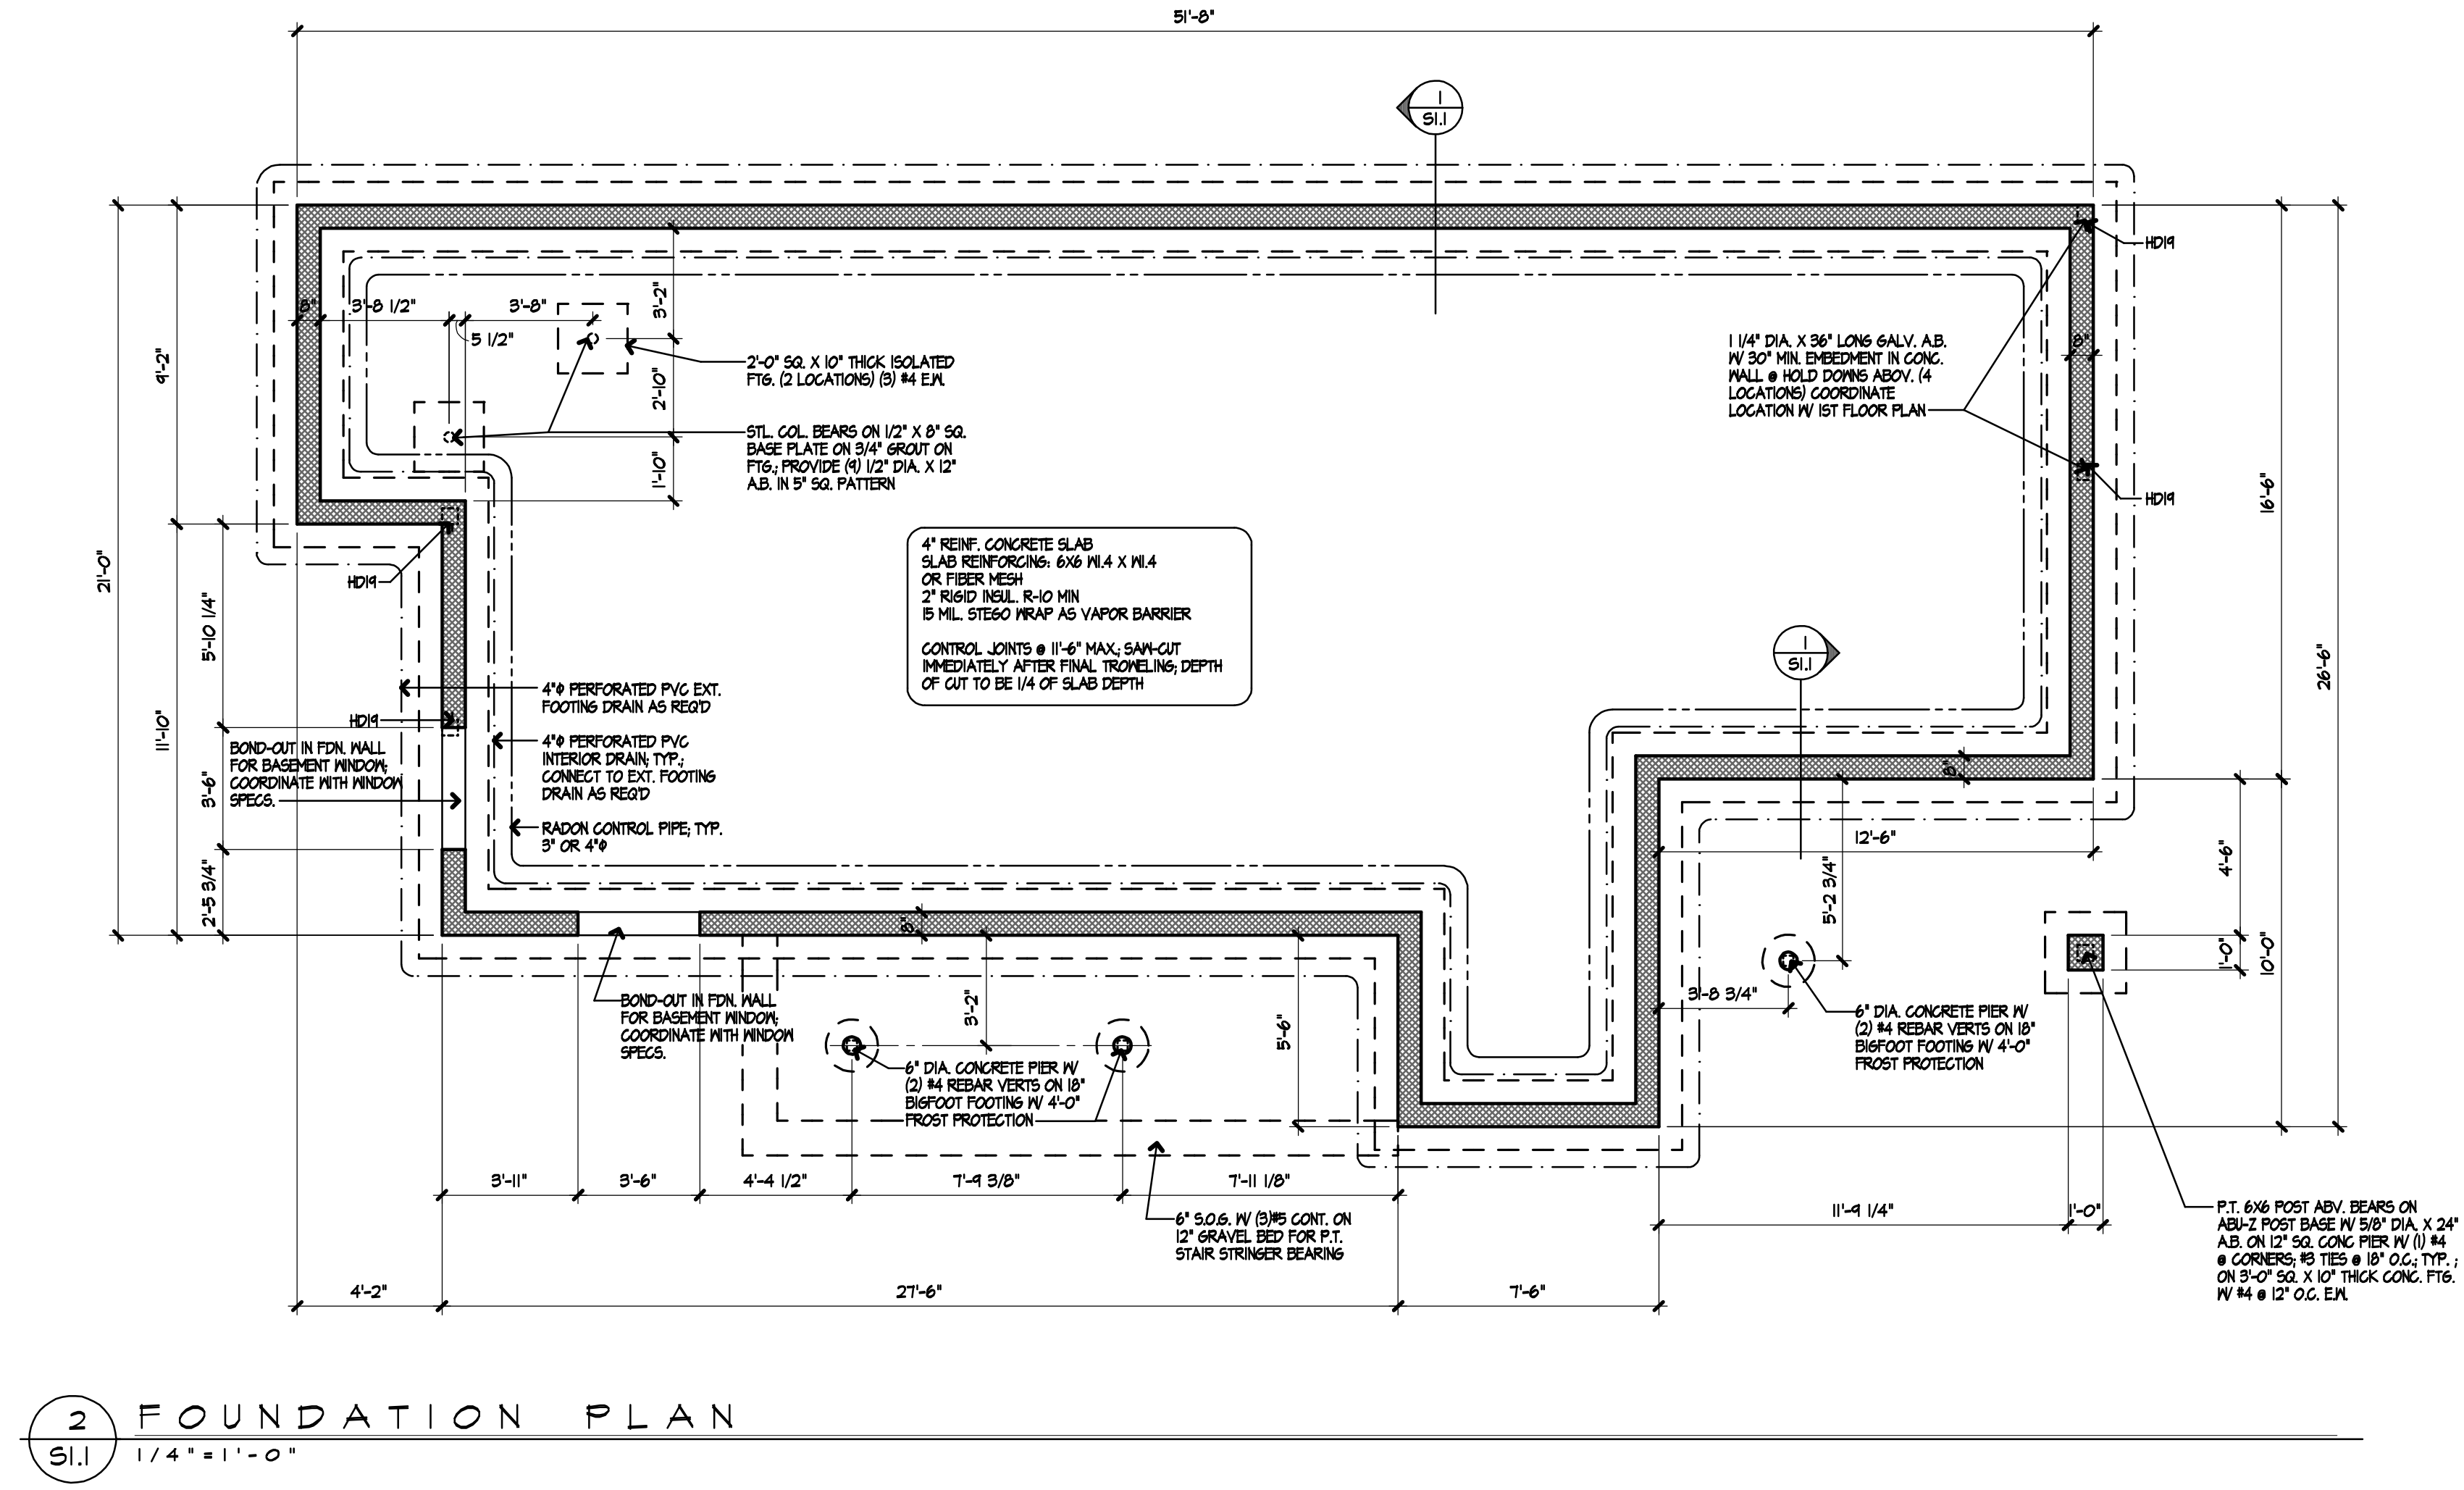 51'-8"
1
S1.1
HD19
8"
3'-8 1/2"
3'-8"
5 1/2"
3'-2"
2'-10"
1'-10"
9'-2"
21'-0"
11'-10"
5'-10 1/4"
3'-6"
2'-5 3/4"
2'-0" SQ. X 10" THICK ISOLATED
FTG. (2 LOCATIONS) (3) #4 E.W.
STL. COL. BEARS ON 1/2" X 8" SQ.
BASE PLATE ON 3/4" GROUT ON
FTG.; PROVIDE (9) 1/2" DIA. X 12"
A.B. IN 5" SQ. PATTERN
1 1/4" DIA. X 36" LONG GALV. A.B.
W/ 30" MIN. EMBEDMENT IN CONC.
WALL @ HOLD DOWNS ABOV. (4
LOCATIONS) COORDINATE
LOCATION W/ 1ST FLOOR PLAN
8"
HD19
16'-6"
26'-6"
4" REINF. CONCRETE SLAB
SLAB REINFORCING: 6X6 W1.4 X W1.4
OR FIBER MESH
2" RIGID INSUL. R-10 MIN
15 MIL. STEGO WRAP AS VAPOR BARRIER
CONTROL JOINTS @ 11'-6" MAX.; SAW-CUT
IMMEDIATELY AFTER FINAL TROWELING; DEPTH
OF CUT TO BE 1/4 OF SLAB DEPTH
HD19
HD19
BOND-OUT IN FDN. WALL
FOR BASEMENT WINDOW;
COORDINATE WITH WINDOW
SPECS.
4"φ PERFORATED PVC EXT.
FOOTING DRAIN AS REQ'D
4"φ PERFORATED PVC
INTERIOR DRAIN; TYP.;
CONNECT TO EXT. FOOTING
DRAIN AS REQ'D
RADON CONTROL PIPE; TYP.
3" OR 4"φ
1
S1.1
8"
12'-6"
5'-2 3/4"
4'-6"
1'-0"
10'-0"
3'-8 3/4"
8"
3'-2"
5'-6"
BOND-OUT IN FDN. WALL
FOR BASEMENT WINDOW;
COORDINATE WITH WINDOW
SPECS.
6" DIA. CONCRETE PIER W/
(2) #4 REBAR VERTS ON 18"
BIGFOOT FOOTING W/ 4'-0"
FROST PROTECTION
6" DIA. CONCRETE PIER W/
(2) #4 REBAR VERTS ON 18"
BIGFOOT FOOTING W/ 4'-0"
FROST PROTECTION
3'-11"
3'-6"
4'-4 1/2"
7'-9 3/8"
7'-11 1/8"
11'-9 1/4"
1'-0"
6" S.O.G. W/ (3)#5 CONT. ON
12" GRAVEL BED FOR P.T.
STAIR STRINGER BEARING
P.T. 6X6 POST ABV. BEARS ON
ABU-Z POST BASE W/ 5/8" DIA. X 24"
A.B. ON 12" SQ. CONC PIER W/ (1) #4
@ CORNERS; #3 TIES @ 18" O.C.; TYP. ;
ON 3'-0" SQ. X 10" THICK CONC. FTG.
W/ #4 @ 12" O.C. E.W.
4'-2"
27'-6"
7'-6"
2
S1.1
FOUNDATION PLAN
1/4"=1'-0"